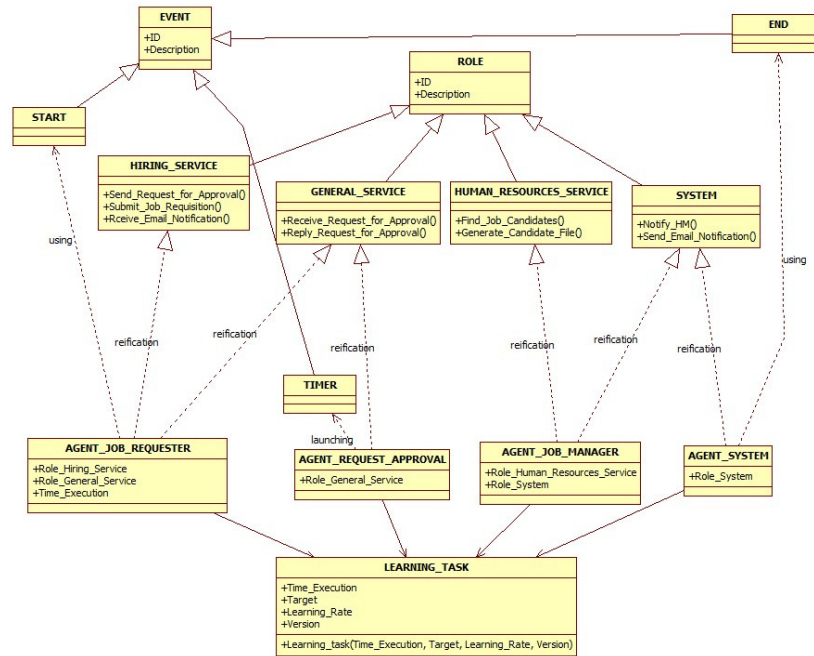 EVENT
+ID
+Description
END
ROLE
+ID
+Description
START
HIRING_SERVICE
+Send_Request_for_Approval()
+Submit_Job_Requisition()
+Rceive_Email_Notification()
GENERAL_SERVICE
+Receive_Request_for_Approval()
+Reply_Request_for_Approval()
HUMAN_RESOURCES_SERVICE
+Find_Job_Candidates()
+Generate_Candidate_File()
SYSTEM
+Notify_HM()
+Send_Email_Notification()
using
using
reification
reification
reification
reification
reification
reification
TIMER
launching
AGENT_JOB_REQUESTER
+Role_Hiring_Service
+Role_General_Service
+Time_Execution
AGENT_REQUEST_APPROVAL
+Role_General_Service
AGENT_JOB_MANAGER
+Role_Human_Resources_Service
+Role_System
AGENT_SYSTEM
+Role_System
LEARNING_TASK
+Time_Execution
+Target
+Learning_Rate
+Version
+Learning_task(Time_Execution, Target, Learning_Rate, Version)